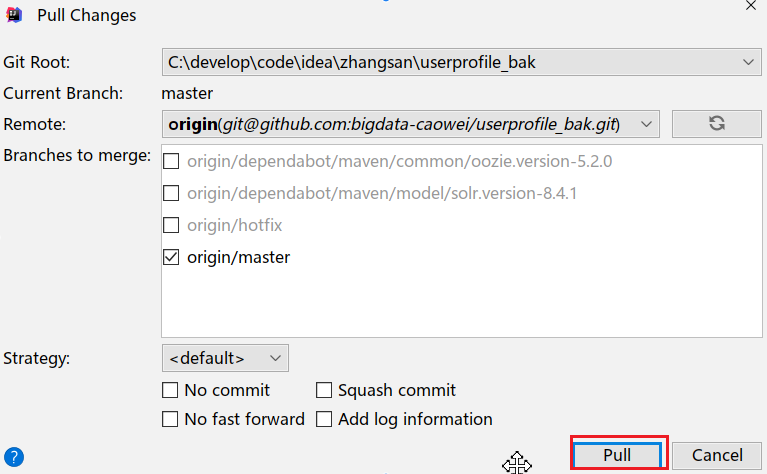 Pull Changes
Git Root: C:\develop\code\idea\zhangsan\userprofile_bak
Current Branch: master
Remote: origin(git@github.com:bigdata-caowei/userprofile_bak.git)
Branches to merge: origin/dependabot/maven/common/oozie.version-5.2.0
origin/dependabot/maven/model/solr.version-8.4.1
origin/hotfix
origin/master
Strategy: <default>
No commit Squash commit
No fast forward Add log information
? Pull Cancel